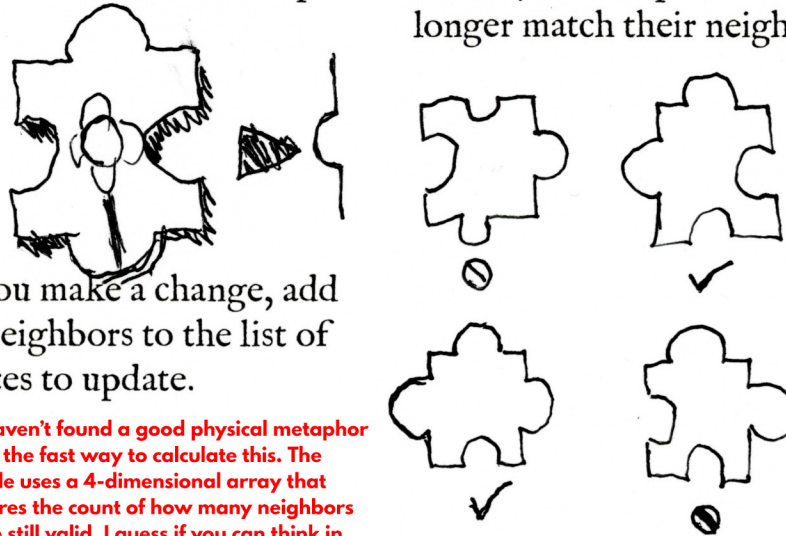 longer match their neigh
ou make a change, add
eighbors to the list of
ces to update.
aven't found a good physical metaphor
the fast way to calculate this. The
le uses a 4-dimensional array that
res the count of how many neighbors
still valid. I guess if you can think in